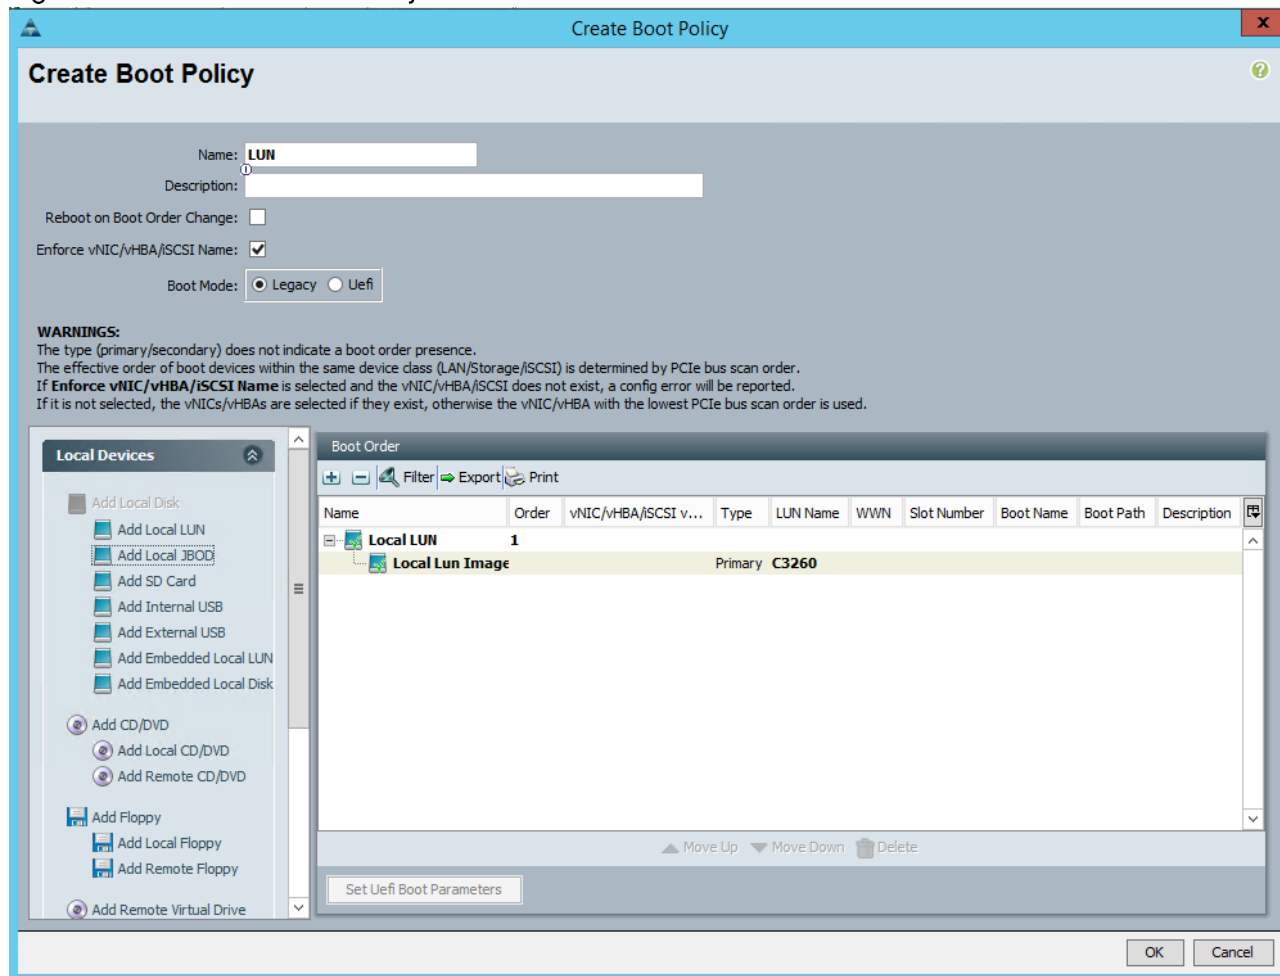 Create Boot Policy
x
Create Boot Policy
?
Name: LUN
Description:
Reboot on Boot Order Change:
Enforce vNIC/vHBA/iSCSI Name:
Boot Mode: Legacy Uefi
WARNINGS:
The type (primary/secondary) does not indicate a boot order presence.
The effective order of boot devices within the same device class (LAN/Storage/iSCSI) is determined by PCIe bus scan order.
If Enforce vNIC/vHBA/iSCSI Name is selected and the vNIC/vHBA/iSCSI does not exist, a config error will be reported.
If it is not selected, the vNICs/vHBAs are selected if they exist, otherwise the vNIC/vHBA with the lowest PCIe bus scan order is used.
Local Devices
Add Local Disk
Add Local LUN
Add Local JBOD
Add SD Card
Add Internal USB
Add External USB
Add Embedded Local LUN
Add Embedded Local Disk
Add CD/DVD
Add Local CD/DVD
Add Remote CD/DVD
Add Floppy
Add Local Floppy
Add Remote Floppy
Add Remote Virtual Drive
Boot Order
Filter Export Print
Name Order vNIC/vHBA/iSCSI v... Type LUN Name WWN Slot Number Boot Name Boot Path Description
Local LUN 1
Local Lun Image Primary C3260
Move Up Move Down Delete
Set Uefi Boot Parameters
OK Cancel